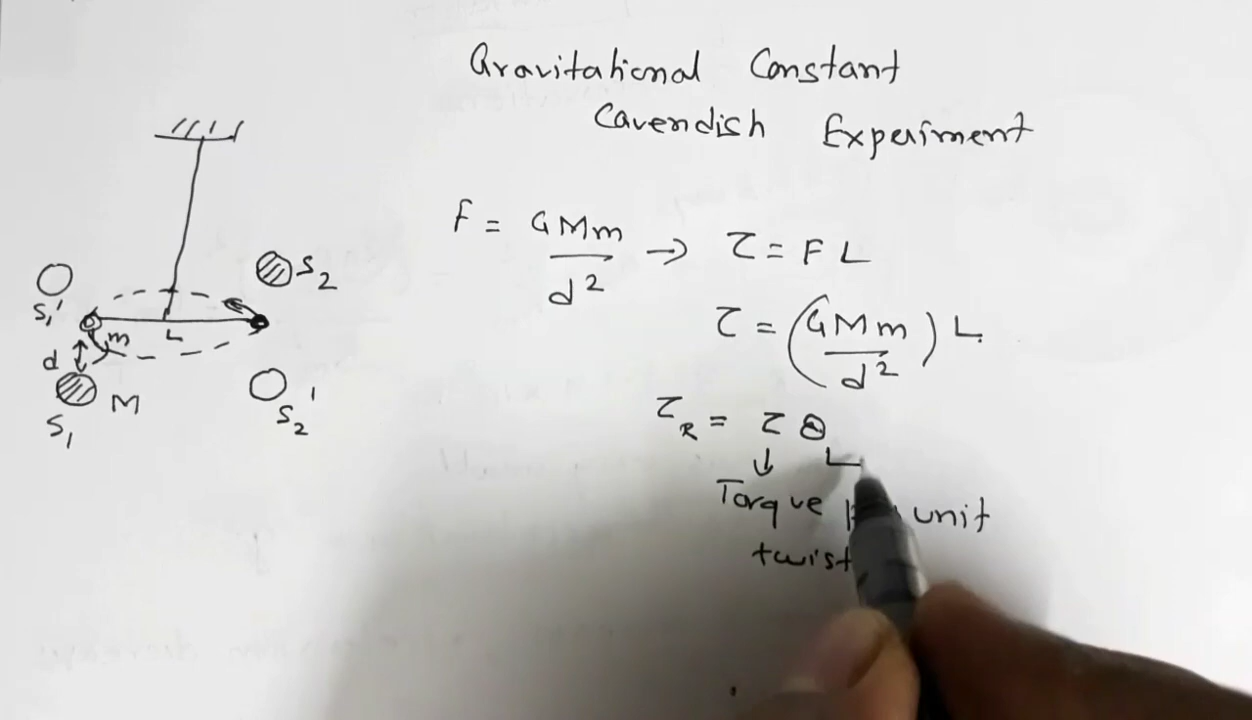 Gravitational Constant
Cavendish Experiment
F = GMm / d² → τ = F L
τ = (GMm / d²) L
τ_R = τ θ
↓
Torque unit
twist
S₂
S₁'
m
L
d
M
S₁
S₂'